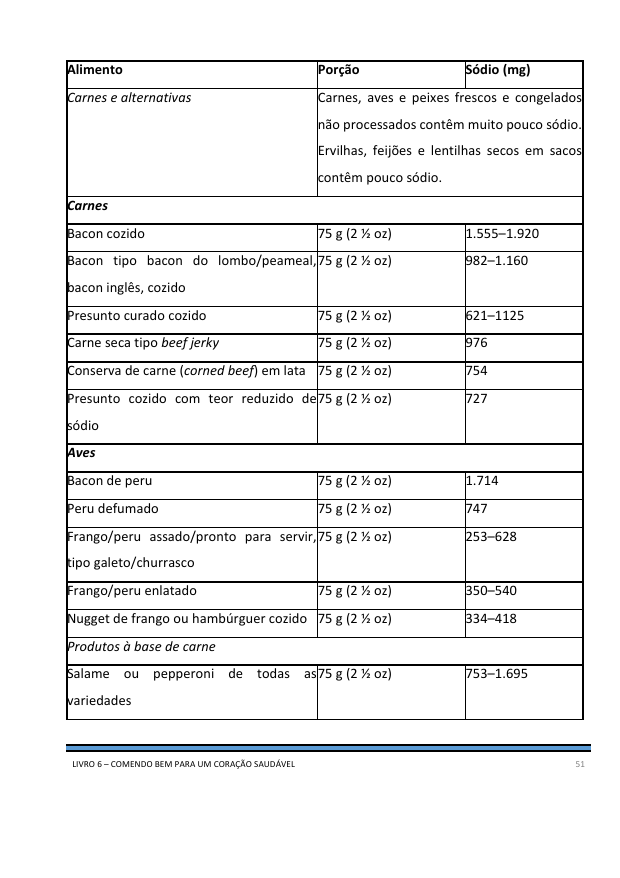 Alimento Porção Sódio (mg)
Carnes e alternativas Carnes, aves e peixes frescos e congelados
não processados contêm muito pouco sódio.
Ervilhas, feijões e lentilhas secos em sacos
contêm pouco sódio.
Carnes
Bacon cozido 75 g (2 ½ oz) 1.555–1.920
Bacon tipo bacon do lombo/peameal, 75 g (2 ½ oz) 982–1.160
bacon inglês, cozido
Presunto curado cozido 75 g (2 ½ oz) 621–1125
Carne seca tipo beef jerky 75 g (2 ½ oz) 976
Conserva de carne (corned beef) em lata 75 g (2 ½ oz) 754
Presunto cozido com teor reduzido de 75 g (2 ½ oz) 727
sódio
Aves
Bacon de peru 75 g (2 ½ oz) 1.714
Peru defumado 75 g (2 ½ oz) 747
Frango/peru assado/pronto para servir, 75 g (2 ½ oz) 253–628
tipo galeto/churrasco
Frango/peru enlatado 75 g (2 ½ oz) 350–540
Nugget de frango ou hambúrguer cozido 75 g (2 ½ oz) 334–418
Produtos à base de carne
Salame ou pepperoni de todas as 75 g (2 ½ oz) 753–1.695
variedades
LIVRO 6 – COMENDO BEM PARA UM CORAÇÃO SAUDÁVEL 51